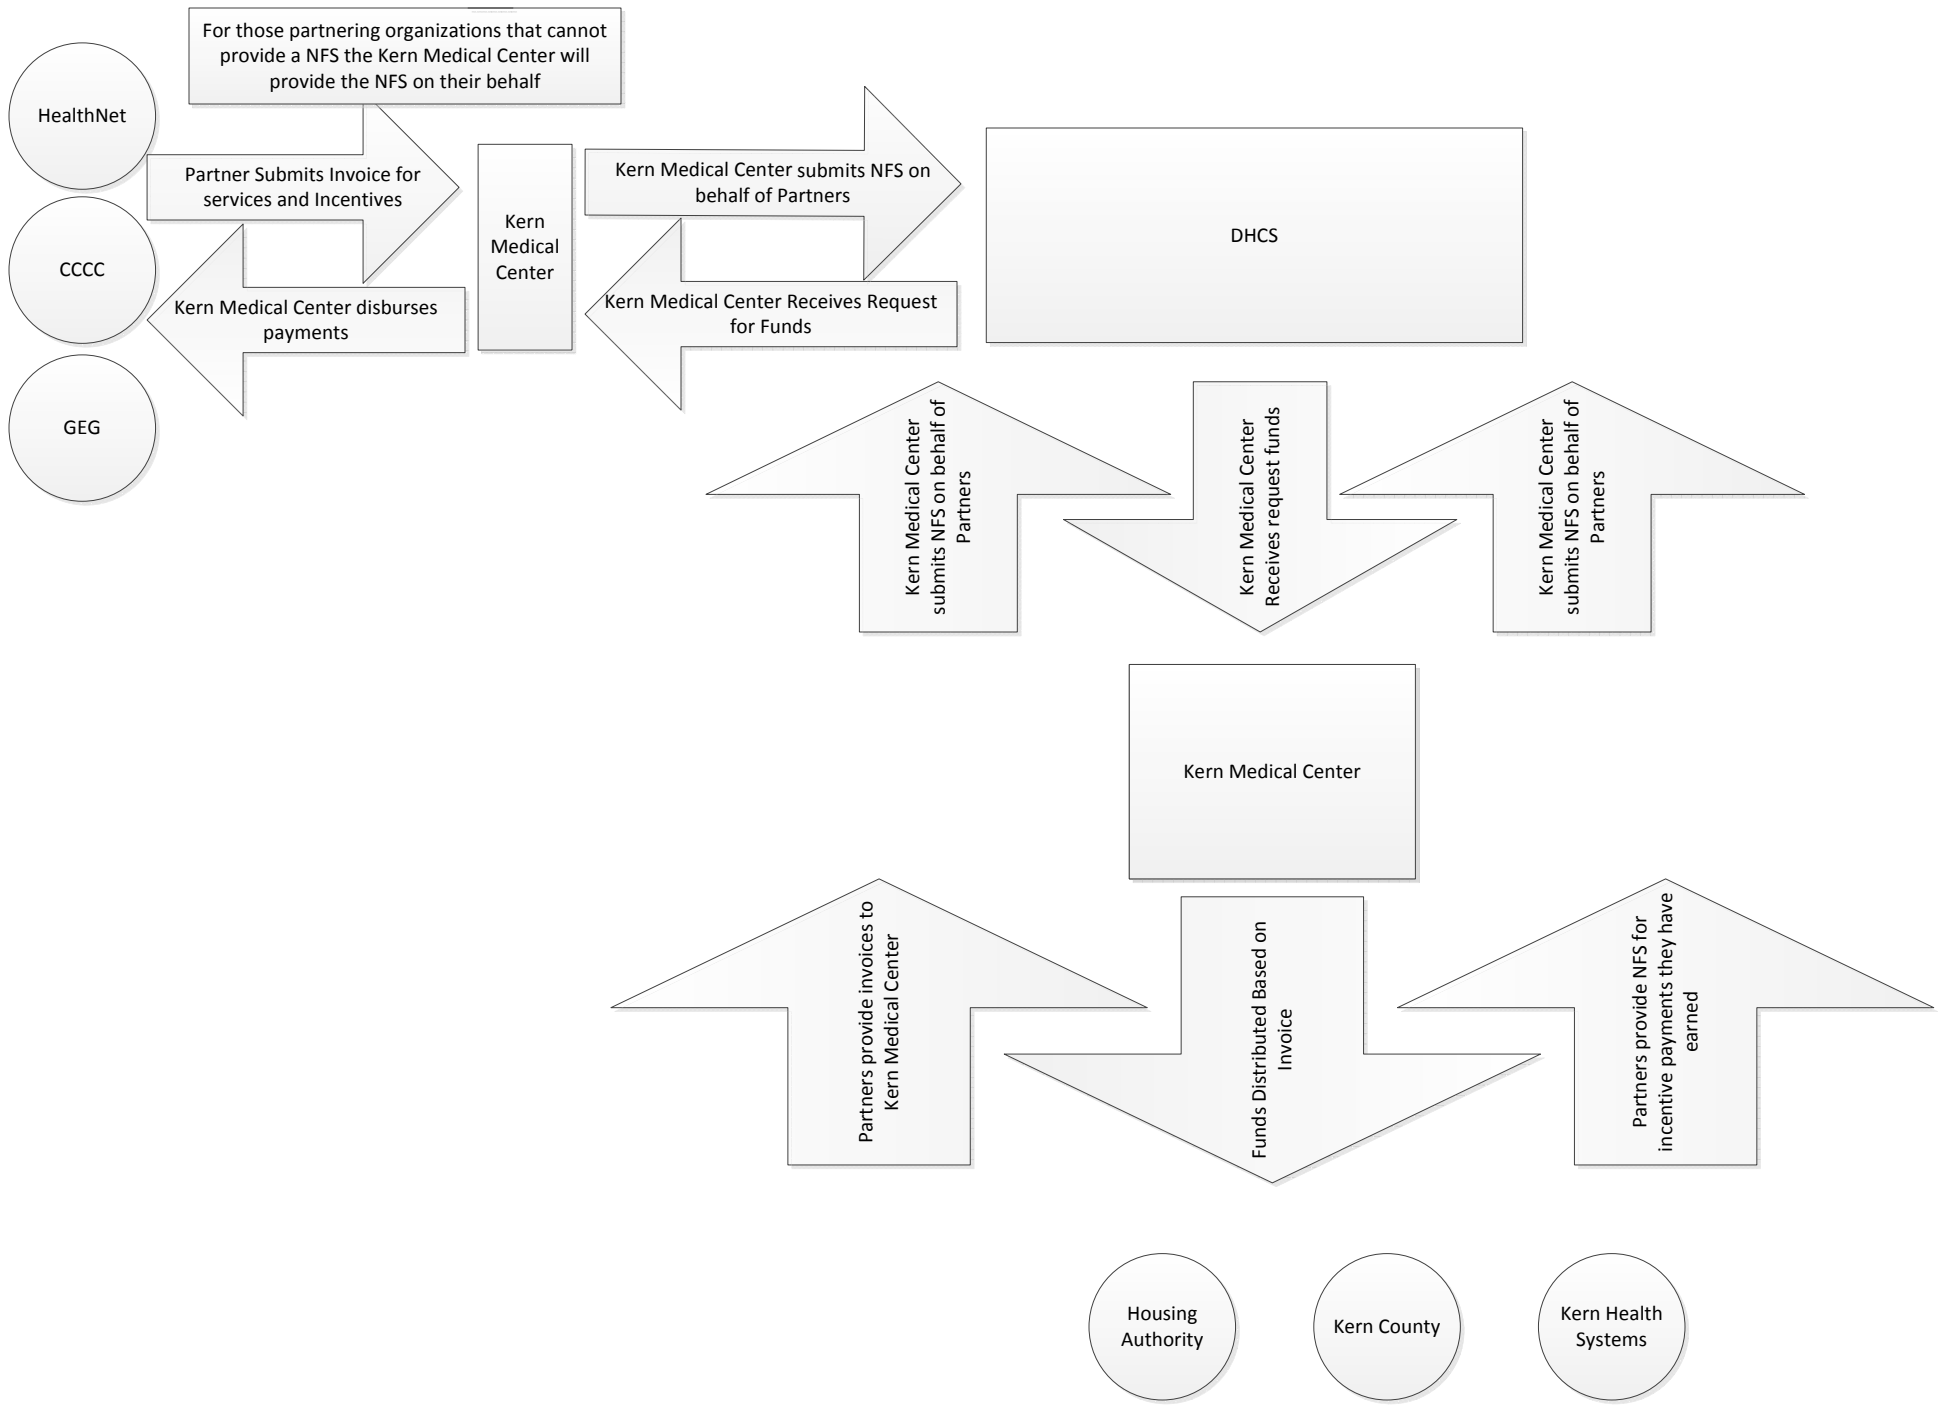 For those partnering organizations that cannot
provide a NFS the Kern Medical Center will
provide the NFS on their behalf
HealthNet
Partner Submits Invoice for
services and Incentives
Kern Medical Center submits NFS on
behalf of Partners
Kern
Medical
Center
DHCS
CCCC
Kern Medical Center disburses
payments
Kern Medical Center Receives Request
for Funds
GEG
Kern Medical Center
submits NFS on behalf of
Partners
Kern Medical Center
Receives request funds
Kern Medical Center
submits NFS on behalf of
Partners
Kern Medical Center
Partners provide invoices to
Kern Medical Center
Funds Distributed Based on
Invoice
Partners provide NFS for
incentive payments they have
earned
Housing
Authority
Kern County
Kern Health
Systems